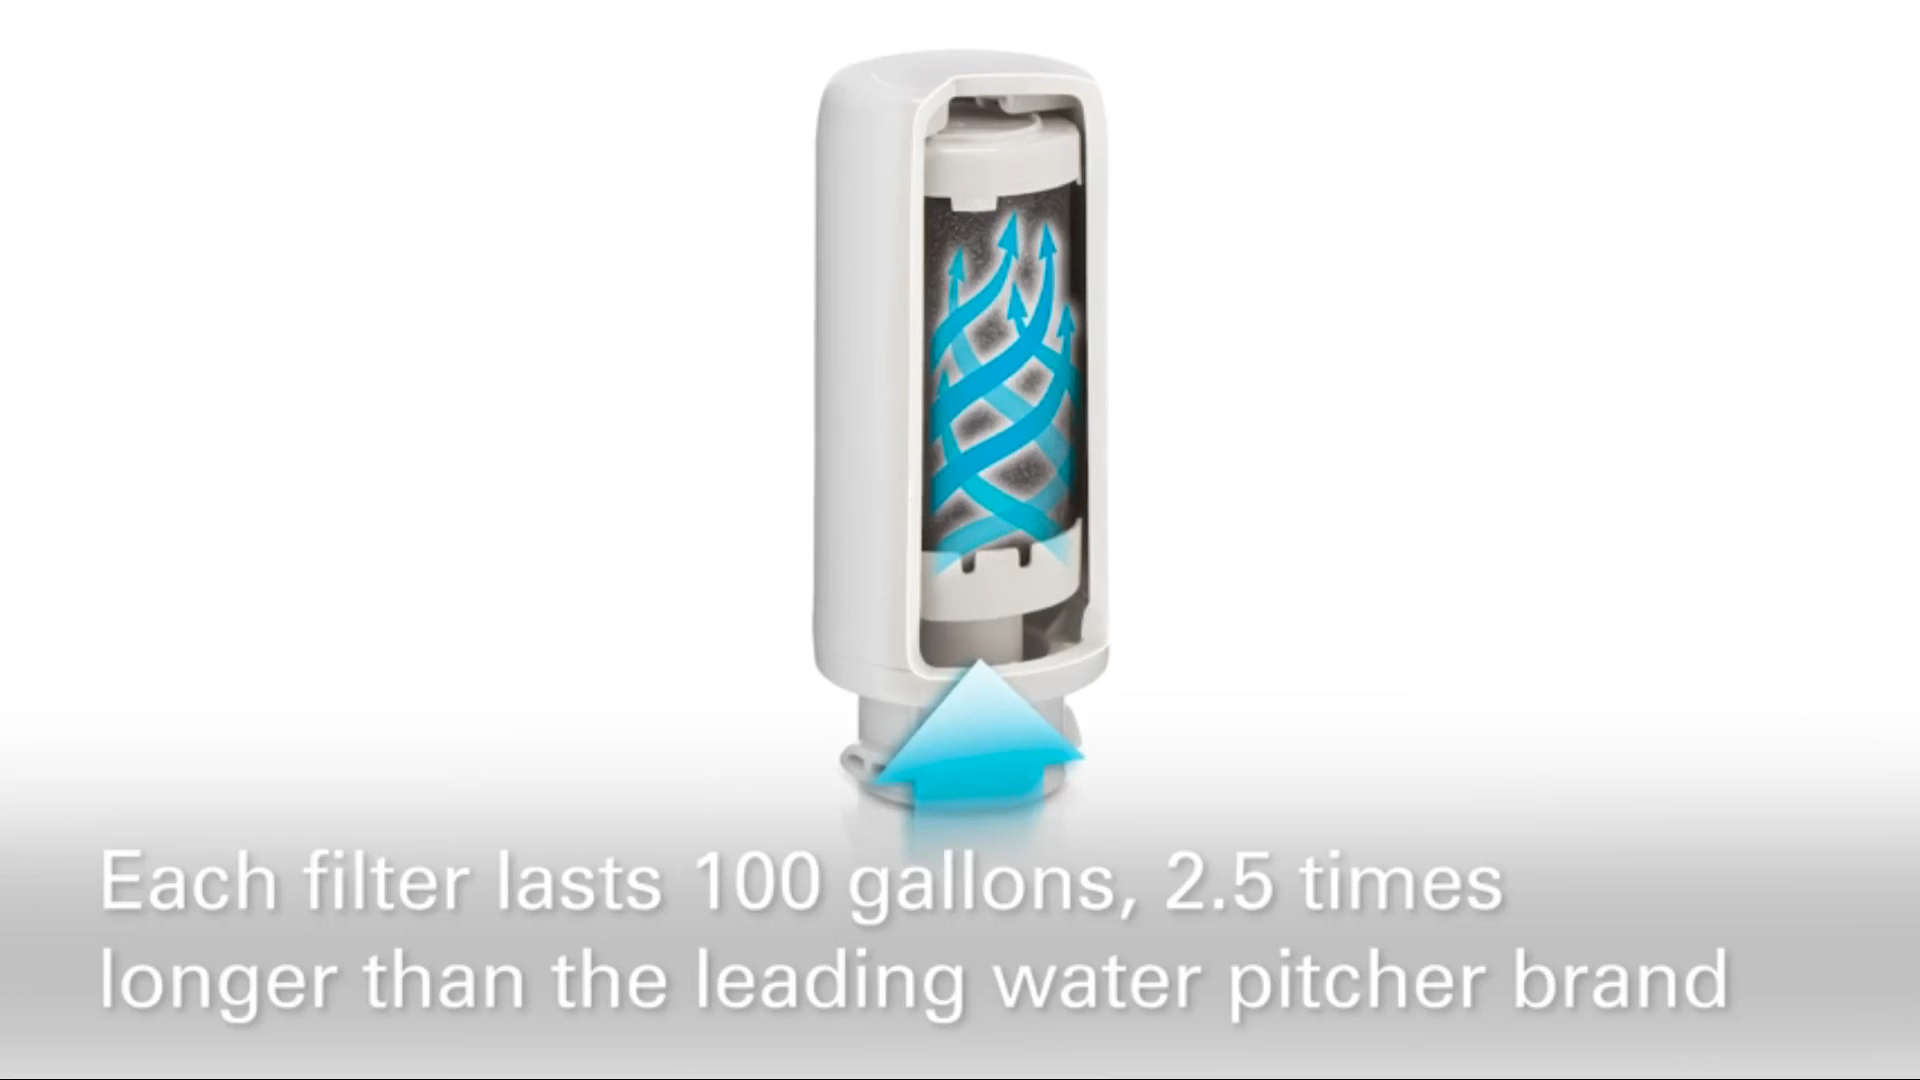 Each filter lasts 100 gallons, 2.5 times
longer than the leading water pitcher brand